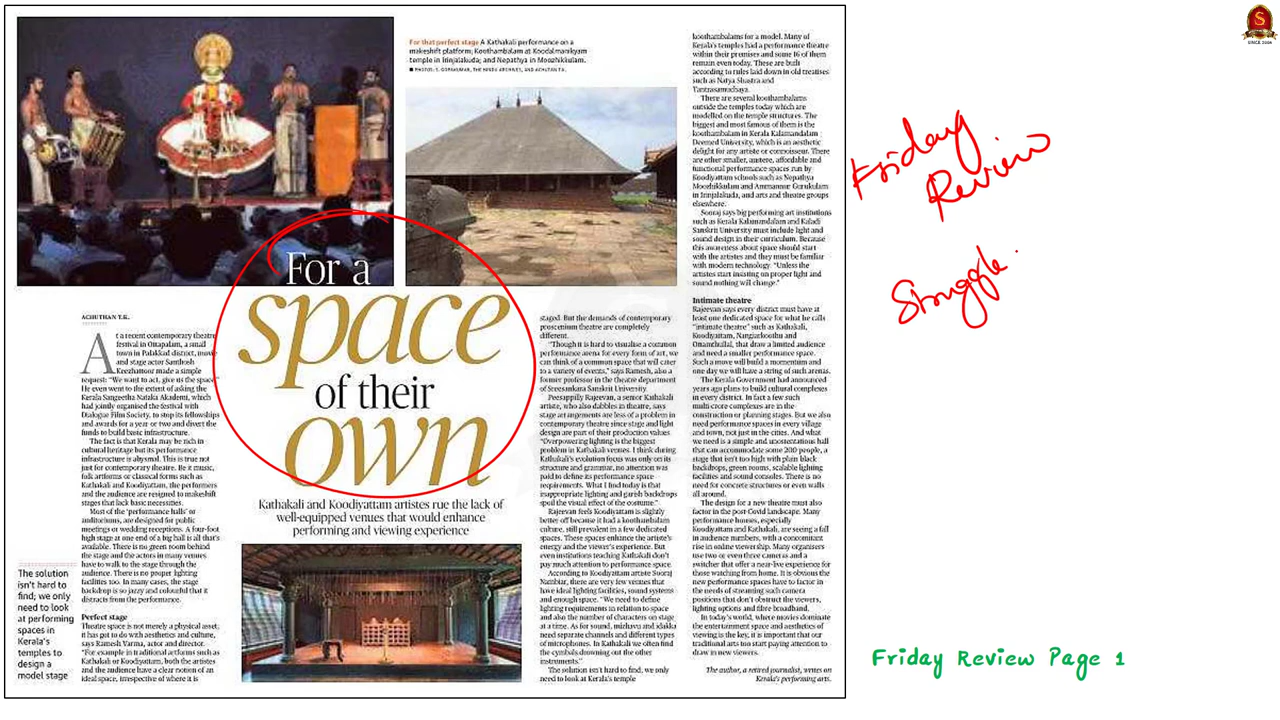 For that perfect stage A Kathakali performance on a
makeshift platform; Koothambalam at Koodalmanikyam
temple in Irinjalakuda; and Nepathya in Moozhikkulam.
■ PHOTOS: S. GOPAKUMAR, THE HINDU ARCHIVES, AND ACHUTAN T.K.
For a
space
of their
own
Kathakali and Koodiyattam artistes rue the lack of
well-equipped venues that would enhance
performing and viewing experience
ACHUTHAN T.K.
At a recent contemporary theatre
festival in Ottapalam, a small
town in Palakkad district, movie
and stage actor Santhosh
Keezhattoor made a simple
request: “We want to act, give us the space.”
He even went to the extent of asking the
Kerala Sangeetha Nataka Akademi, which
had jointly organised the festival with
Dialogue Film Society, to stop its fellowships
and awards for a year or two and divert the
funds to build basic infrastructure.
The fact is that Kerala may be rich in
cultural heritage but its performance
infrastructure is abysmal. This is true not
just for contemporary theatre. Be it music,
folk artforms or classical forms such as
Kathakali and Koodiyattam, the performers
and the audience are resigned to makeshift
stages that lack basic necessities.
Most of the ‘performance halls’ or
auditoriums, are designed for public
meetings or wedding receptions. A four-foot
high stage at one end of a big hall is all that’s
available. There is no green room behind
the stage and the actors in many venues
have to walk to the stage through the
audience. There is no proper lighting
facilities too. In many cases, the stage
backdrop is so jazzy and colourful that it
distracts from the performance.
Perfect stage
Theatre space is not merely a physical asset;
it has got to do with aesthetics and culture,
says Ramesh Varma, actor and director.
“For example in traditional artforms such as
Kathakali or Koodiyattam, both the artistes
and the audience have a clear notion of an
ideal space, irrespective of where it is
The solution
isn’t hard to
find; we only
need to look
at performing
spaces in
Kerala’s
temples to
design a
model stage
staged. But the demands of contemporary
proscenium theatre are completely
different.
“Though it is hard to visualise a common
performance arena for every form of art, we
can think of a common space that will cater
to a variety of events,” says Ramesh, also a
former professor in the theatre department
of Sreesankara Sanskrit University.
Peesappilly Rajeevan, a senior Kathakali
artiste, who also dabbles in theatre, says
stage arrangements are less of a problem in
contemporary theatre since stage and light
design are part of their production values
“Overpowering lighting is the biggest
problem in Kathakali venues. I think during
Kathakali’s evolution focus was only on its
structure and grammar, no attention was
paid to define its performance space
requirements. What I find today is that
inappropriate lighting and garish backdrops
spoil the visual effect of the costume.”
Rajeevan feels Koodiyattam is slightly
better off because it had a koothambalam
culture, still prevalent in a few dedicated
spaces. These spaces enhance the artiste’s
energy and the viewer’s experience. But
even institutions teaching Kathakali don’t
pay much attention to performance space.
According to Koodiyattam artiste Sooraj
Nambiar, there are very few venues that
have ideal lighting facilities, sound systems
and enough space. “We need to define
lighting requirements in relation to space
and also the number of characters on stage
at a time. As for sound, mizhavu and idakka
need separate channels and different types
of microphones. In Kathakali we often find
the cymbals drowning out the other
instruments.”
The solution isn’t hard to find, we only
need to look at Kerala’s temple
koothambalams for a model. Many of
Kerala’s temples had a performance theatre
within their premises and some 16 of them
remain even today. These are built
according to rules laid down in old treatises
such as Natya Shastra and
Tantrasamuchaya.
There are several koothambalams
outside the temples today which are
modelled on the temple structures. The
biggest and most famous of them is the
koothambalam in Kerala Kalamandalam
Deemed University, which is an aesthetic
delight for any artiste or connoisseur. There
are other smaller, austere, affordable and
functional performance spaces run by
Koodiyattam schools such as Nepathya
Moozhikkulam and Ammannur Gurukulam
in Irinjalakuda, and arts and theatre groups
elsewhere.
Sooraj says big performing art institutions
such as Kerala Kalamandalam and Kaladi
Sanskrit University must include light and
sound design in their curriculum. Because
this awareness about space should start
with the artistes and they must be familiar
with modern technology. “Unless the
artistes start insisting on proper light and
sound nothing will change.”
Intimate theatre
Rajeevan says every district must have at
least one dedicated space for what he calls
“intimate theatre” such as Kathakali,
Koodiyattam, Nangiarkoothu and
Ottamthullal, that draw a limited audience
and need a smaller performance space.
Such a move will build a momentum and
one day we will have a string of such arenas.
The Kerala Government had announced
years ago plans to build cultural complexes
in every district. In fact a few such
multi crore complexes are in the
construction or planning stages. But we also
need performance spaces in every village
and town, not just in the cities. And what
we need is a simple and unostentatious hall
that can accommodate some 200 people, a
stage that isn’t too high with plain black
backdrops, green rooms, scalable lighting
facilities and sound consoles. There is no
need for concrete structures or even walls
all around.
The design for a new theatre must also
factor in the post-Covid landscape. Many
performance houses, especially
Koodiyattam and Kathakali, are seeing a fall
in audience numbers, with a concomitant
rise in online viewership. Many organisers
use two or even three cameras and a
switcher that offer a near-live experience for
those watching from home. It is obvious the
new performance spaces have to factor in
the needs of streaming such camera
positions that don’t obstruct the viewers,
lighting options and fibre broadband.
In today’s world, where movies dominate
the entertainment space and aesthetics of
viewing is the key, it is important that our
traditional arts too start paying attention to
draw in new viewers.
The author, a retired journalist, writes on
Kerala’s performing arts.
Friday
Review
Struggle.
Friday Review Page 1
S
SINCE 2004